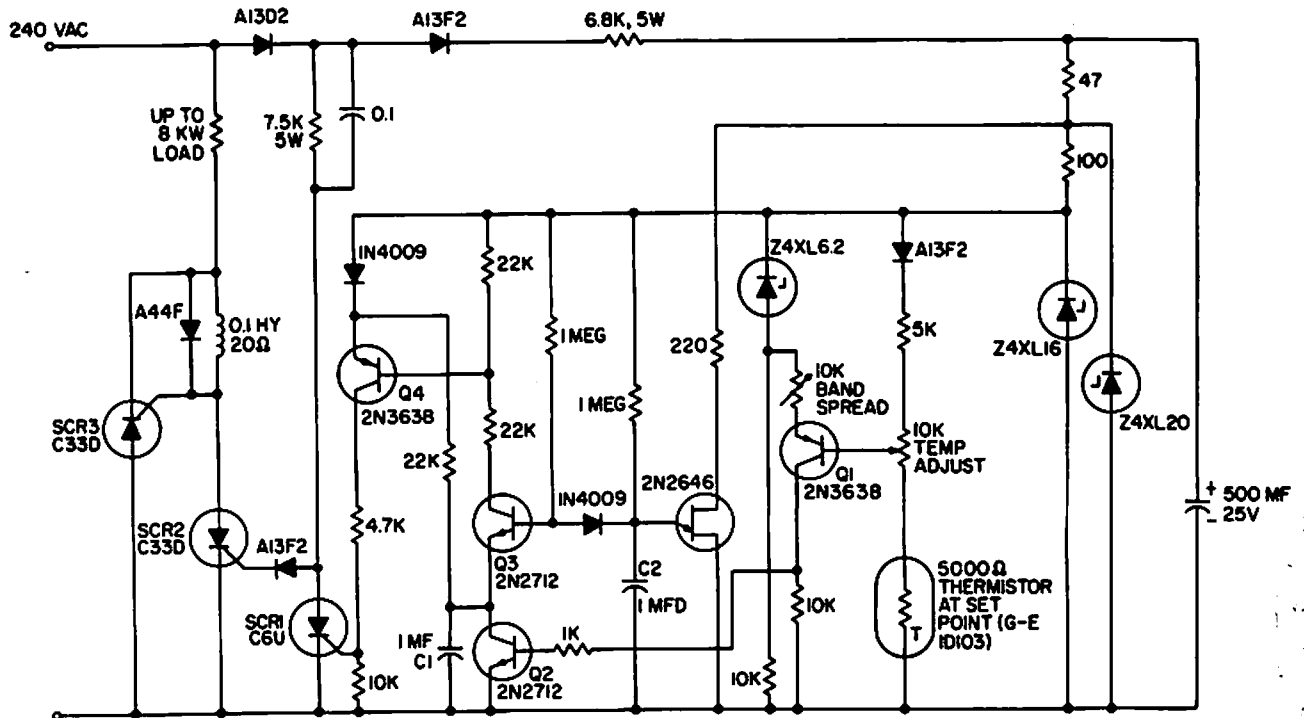 240 VAC
A13D2
A13F2
6.8K, 5W
UP TO
8 KW
LOAD
7.5K
5W
0.1
47
100
IN4009
22K
Z4XL6.2
A13F2
A44F
0.1 HY
20Ω
1 MEG
220
5K
Z4XL16
Q4
2N3638
1 MEG
10K
BAND
SPREAD
SCR3
C33D
22K
22K
10K
TEMP
ADJUST
Z4XL20
IN4009
2N2646
Q1
2N3638
+ 500 MF
- 25V
SCR2
C33D
A13F2
4.7K
Q3
2N2712
C2
1 MFD
5000Ω
THERMISTOR
AT SET
POINT (G-E
1D103)
T
SCR1
C6U
1 MF
C1
1K
10K
10K
Q2
2N2712
10K